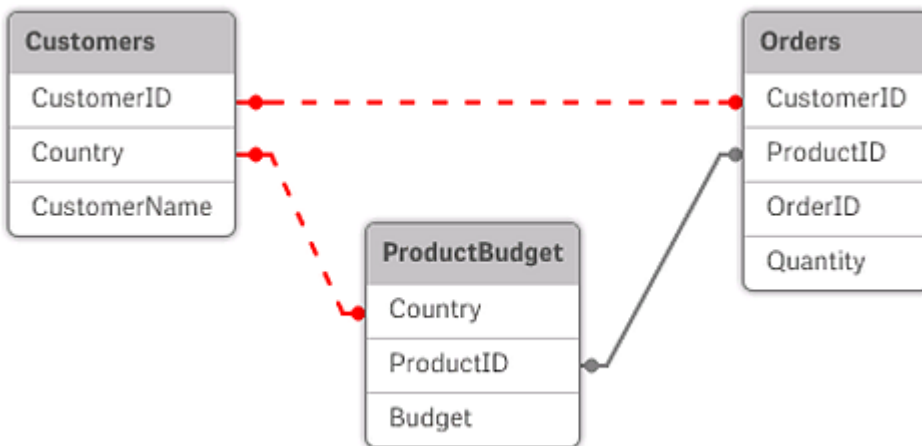 Customers
CustomerID
Country
CustomerName
ProductBudget
Country
ProductID
Budget
Orders
CustomerID
ProductID
OrderID
Quantity